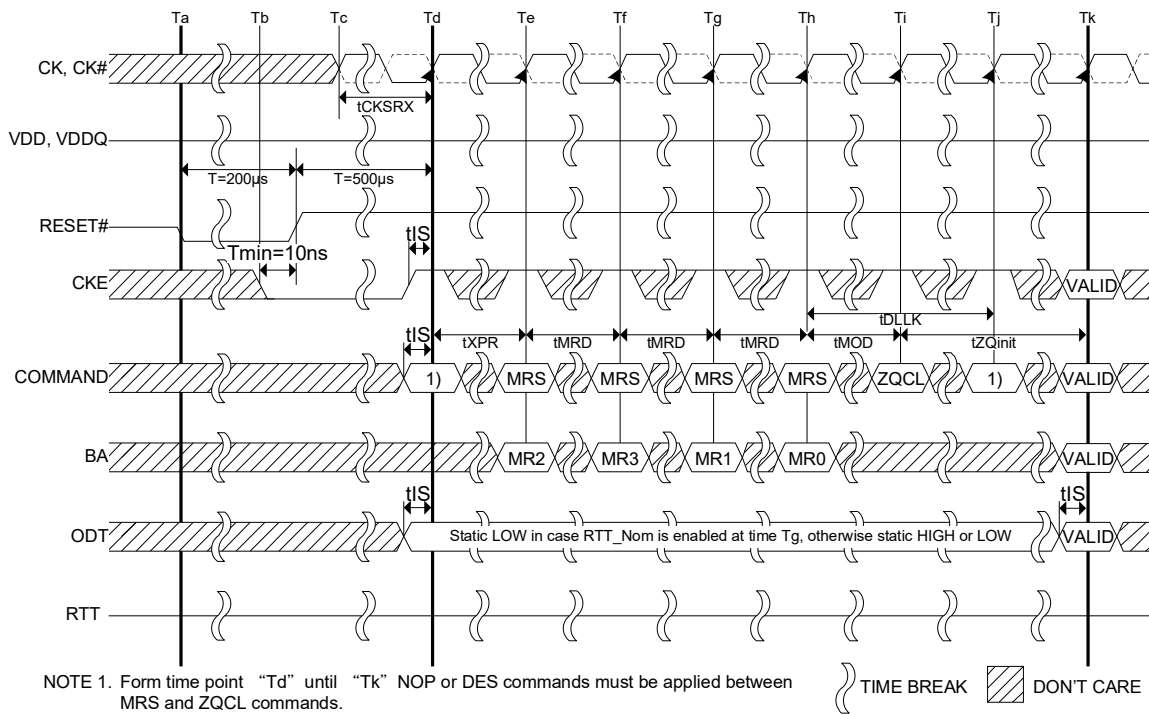 Ta Tb Tc Td Te Tf Tg Th Ti Tj Tk
CK, CK#
tCKSRX
VDD, VDDQ
T=200µs T=500µs
RESET#
tIS
Tmin=10ns
CKE VALID
tDLLK
tIS tXPR tMRD tMRD tMRD tMOD tZQinit
COMMAND 1) MRS MRS MRS MRS ZQCL 1) VALID
BA MR2 MR3 MR1 MR0 VALID
tIS tIS
ODT Static LOW in case RTT_Nom is enabled at time Tg, otherwise static HIGH or LOW VALID
RTT
NOTE 1. Form time point “Td” until “Tk” NOP or DES commands must be applied between
MRS and ZQCL commands.
TIME BREAK DON'T CARE